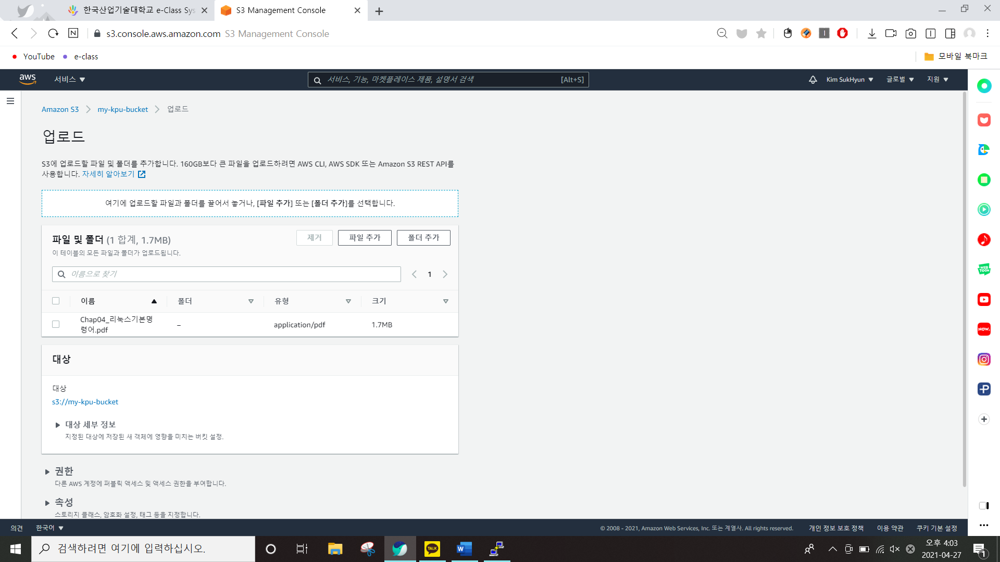 한국산업기술대학교 e-Class Sys
S3 Management Console
N
s3.console.aws.amazon.com S3 Management Console
YouTube
e-class
모바일 북마크
aws
서비스
서비스, 기능, 마켓플레이스 제품, 설명서 검색
[Alt+S]
Kim SukHyun
글로벌
지원
Amazon S3
my-kpu-bucket
업로드
업로드
S3에 업로드할 파일 및 폴더를 추가합니다. 160GB보다 큰 파일을 업로드하려면 AWS CLI, AWS SDK 또는 Amazon S3 REST API를
사용합니다. 자세히 알아보기
여기에 업로드할 파일과 폴더를 끌어서 놓거나, [파일 추가] 또는 [폴더 추가]를 선택합니다.
파일 및 폴더 (1 합계, 1.7MB)
제거
파일 추가
폴더 추가
이 테이블의 모든 파일과 폴더가 업로드됩니다.
이름으로 찾기
1
이름
폴더
유형
크기
Chap04_리눅스기본명
령어.pdf
–
application/pdf
1.7MB
대상
대상
s3://my-kpu-bucket
대상 세부 정보
지정된 대상에 저장된 새 객체에 영향을 미치는 버킷 설정.
권한
다른 AWS 계정에 퍼블릭 액세스 및 액세스 권한을 부여합니다.
속성
스토리지 클래스, 암호화 설정, 태그 등을 지정합니다.
WEB
TOON
NOW.
의견
한국어
© 2008 - 2021, Amazon Web Services, Inc. 또는 계열사. All rights reserved.
개인 정보 보호 정책
이용 약관
쿠키 기본 설정
검색하려면 여기에 입력하십시오.
TALK
W
오후 4:03
2021-04-27
1